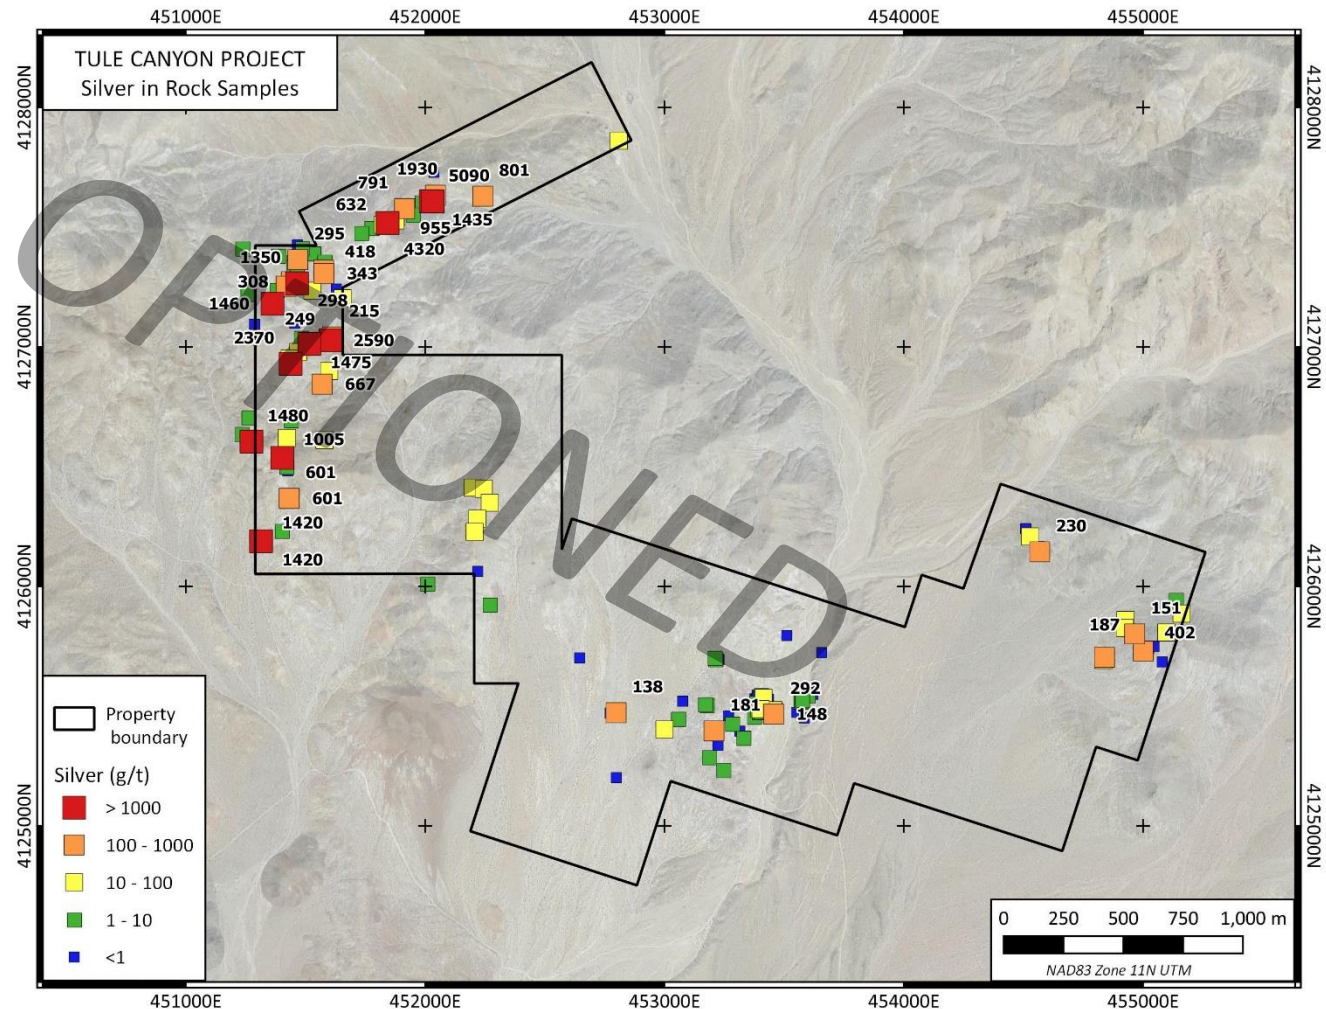 451000E
452000E
453000E
454000E
455000E
TULE CANYON PROJECT
Silver in Rock Samples
4128000N
4128000N
1930
5090
801
791
632
955
1435
295
4320
1350
418
308
343
1460
298
215
249
2370
2590
4127000N
4127000N
1475
667
1480
1005
601
601
1420
1420
OPTIONED
230
4126000N
4126000N
151
187
402
138
292
181
148
Property
boundary
Silver (g/t)
> 1000
100 - 1000
10 - 100
1 - 10
<1
4125000N
4125000N
0 250 500 750 1,000 m
NAD83 Zone 11N UTM
451000E
452000E
453000E
454000E
455000E